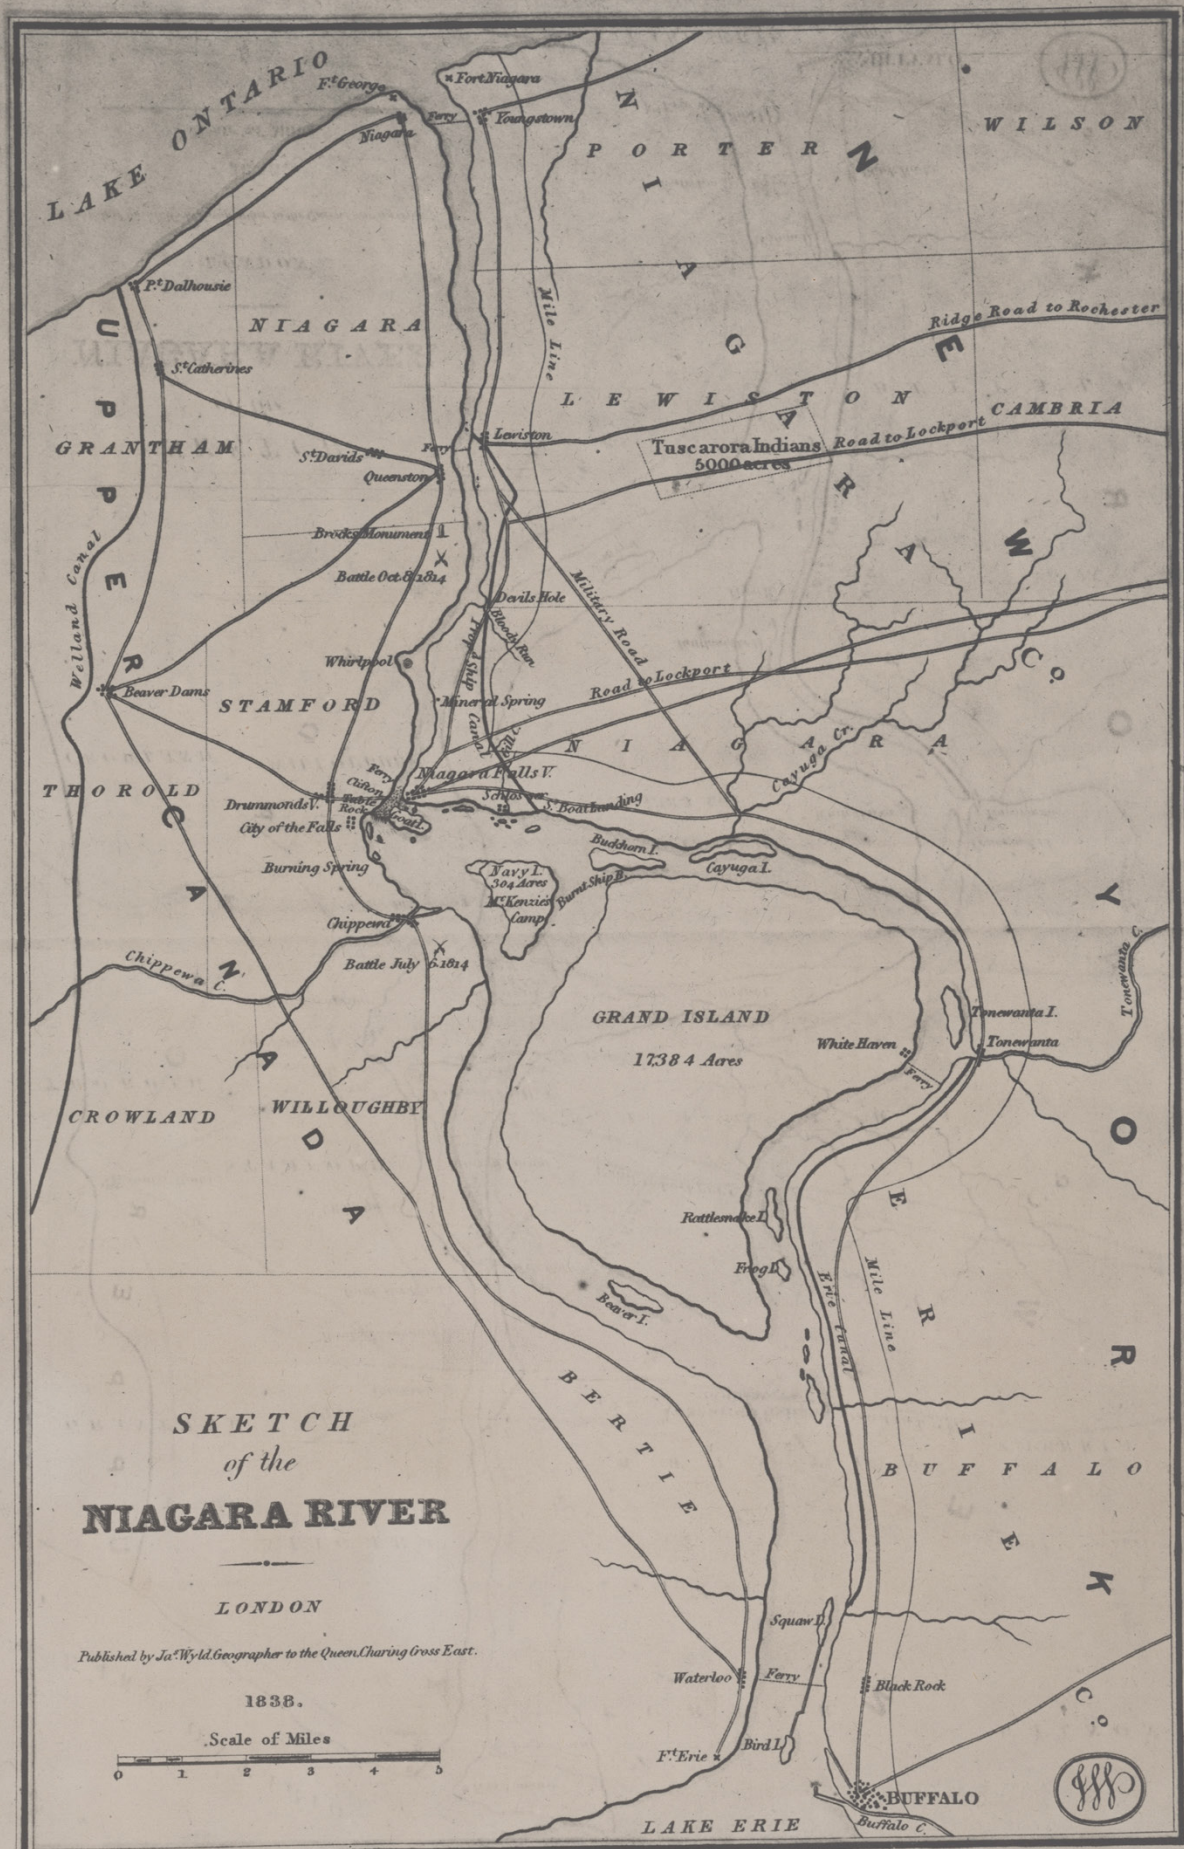 LAKE ONTARIO
Ft. George
Fort Niagara
Niagara
Ferry
Youngstown
PORTER
WILSON
NIAGARA Co.
NEW YORK
Pt. Dalhousie
UPPER CANADA
NIAGARA
Mile Line
Ridge Road to Rochester
St. Catherines
LEWISTON
CAMBRIA
GRANTHAM
St. Davids
Ferry
Lewiston
Tuscarora Indians
5000 acres
Road to Lockport
Queenston
Brocks Monument
Battle Oct. 8, 1814
Welland Canal
Devils Hole
Bloody Run
Military Road
Whirlpool
Prop'd Ship Canal
Beaver Dams
STAMFORD
Mineral Spring
Road to Lockport
Gill C.
NIAGARA
Cayuga Cr.
THOROLD
Ferry
Clifton
Niagara Falls V.
Drummonds V.
Table
Rock
Goat I.
Schlosser
St. Boat Landing
City of the Falls
Burning Spring
Buckhorn I.
Cayuga I.
Navy I.
304 Acres
McKenzie's
Camp
Burnt Ship B.
Chippewa
Chippewa C.
Battle July 6. 1814
Tonewanta C.
GRAND ISLAND
17384 Acres
Tonewanta I.
White Haven
Tonewanta
Ferry
CROWLAND
WILLOUGHBY
Rattlesnake I.
Frog I.
Beaver I.
Erie Canal
Mile Line
ERIE Co.
BERTIE
BUFFALO
SKETCH
of the
NIAGARA RIVER
LONDON
Published by Jas. Wyld, Geographer to the Queen, Charing Cross East.
1838.
Scale of Miles
0 1 2 3 4 5
Squaw I.
Waterloo
Ferry
Black Rock
Ft. Erie
Bird I.
BUFFALO
Buffalo C.
LAKE ERIE